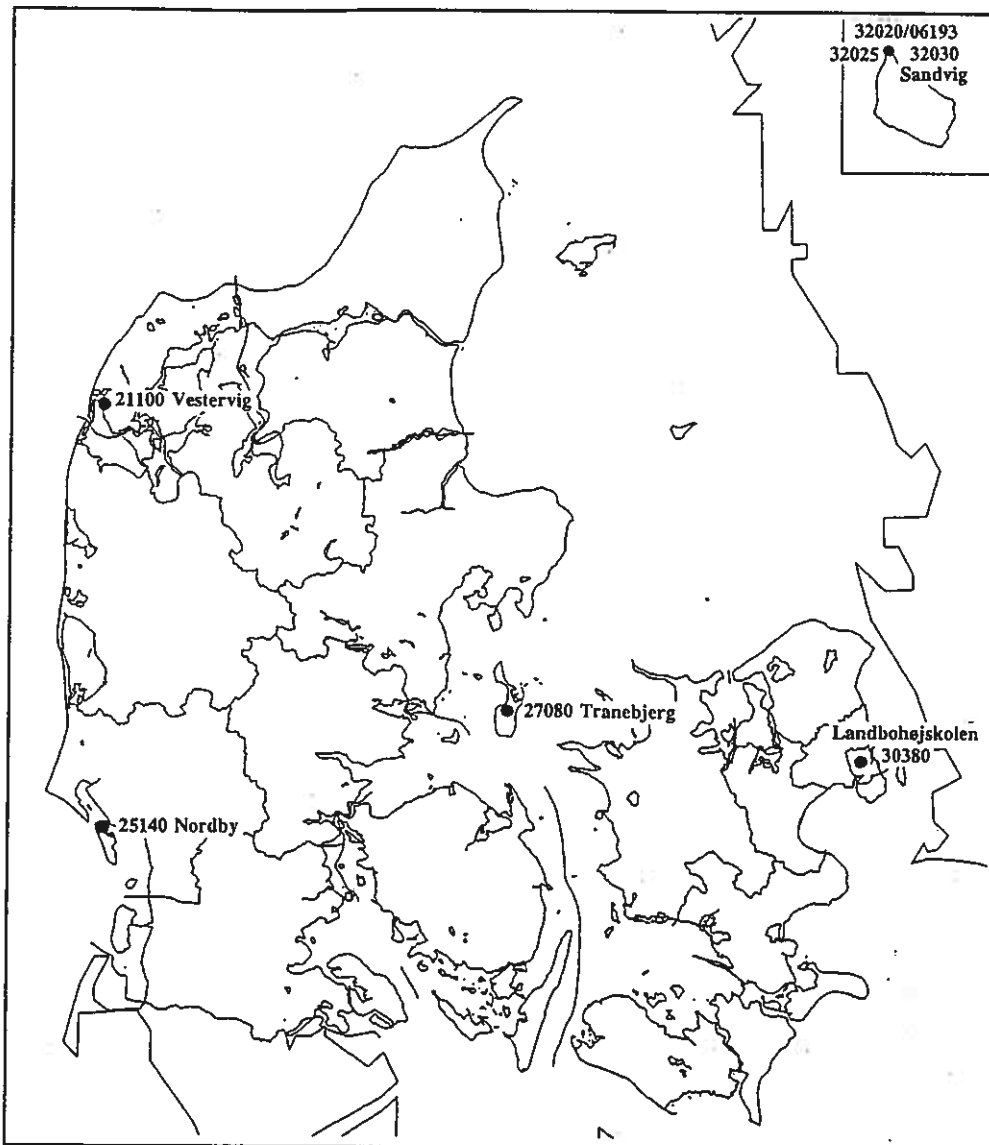 32020/06193
32025 32030
Sandvig
21100 Vestervig
27080 Tranebjerg
Landbohøjskolen
30380
25140 Nordby